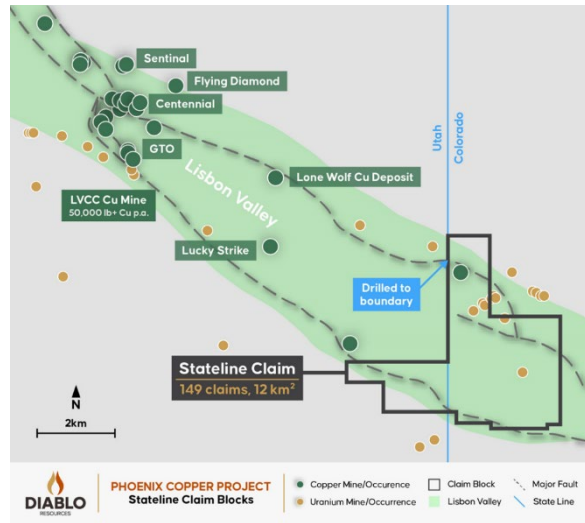 Sentinal
Flying Diamond
Centennial
GTO
Lisbon Valley
Utah
Colorado
Lone Wolf Cu Deposit
LVCC Cu Mine
50,000 lb+ Cu p.a.
Lucky Strike
Drilled to
boundary
Stateline Claim
149 claims, 12 km²
N
2km
DIABLO
RESOURCES
PHOENIX COPPER PROJECT
Stateline Claim Blocks
Copper Mine/Occurence
Uranium Mine/Occurrence
Claim Block
Lisbon Valley
Major Fault
State Line